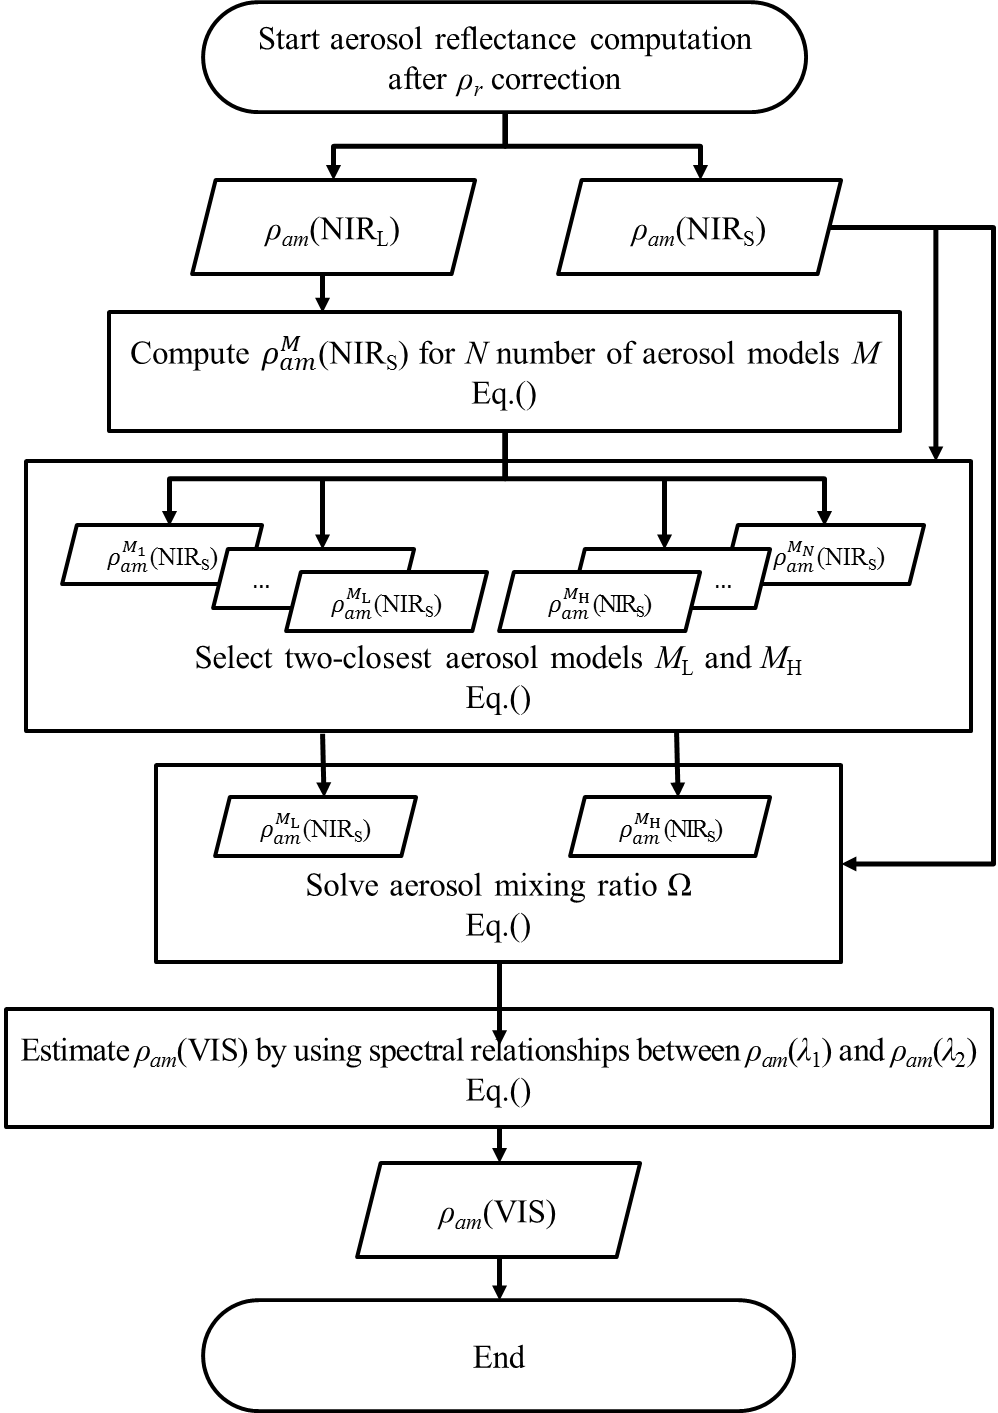 Start aerosol reflectance computation
after ρr correction
ρam(NIRL)
ρam(NIRS)
Compute ρamM(NIRS) for N number of aerosol models M
Eq.()
ρamM1(NIRS)
...
ρamML(NIRS)
ρamMH(NIRS)
...
ρamMN(NIRS)
Select two-closest aerosol models ML and MH
Eq.()
ρamML(NIRS)
ρamMH(NIRS)
Solve aerosol mixing ratio Ω
Eq.()
Estimate ρam(VIS) by using spectral relationships between ρam(λ1) and ρam(λ2)
Eq.()
ρam(VIS)
End